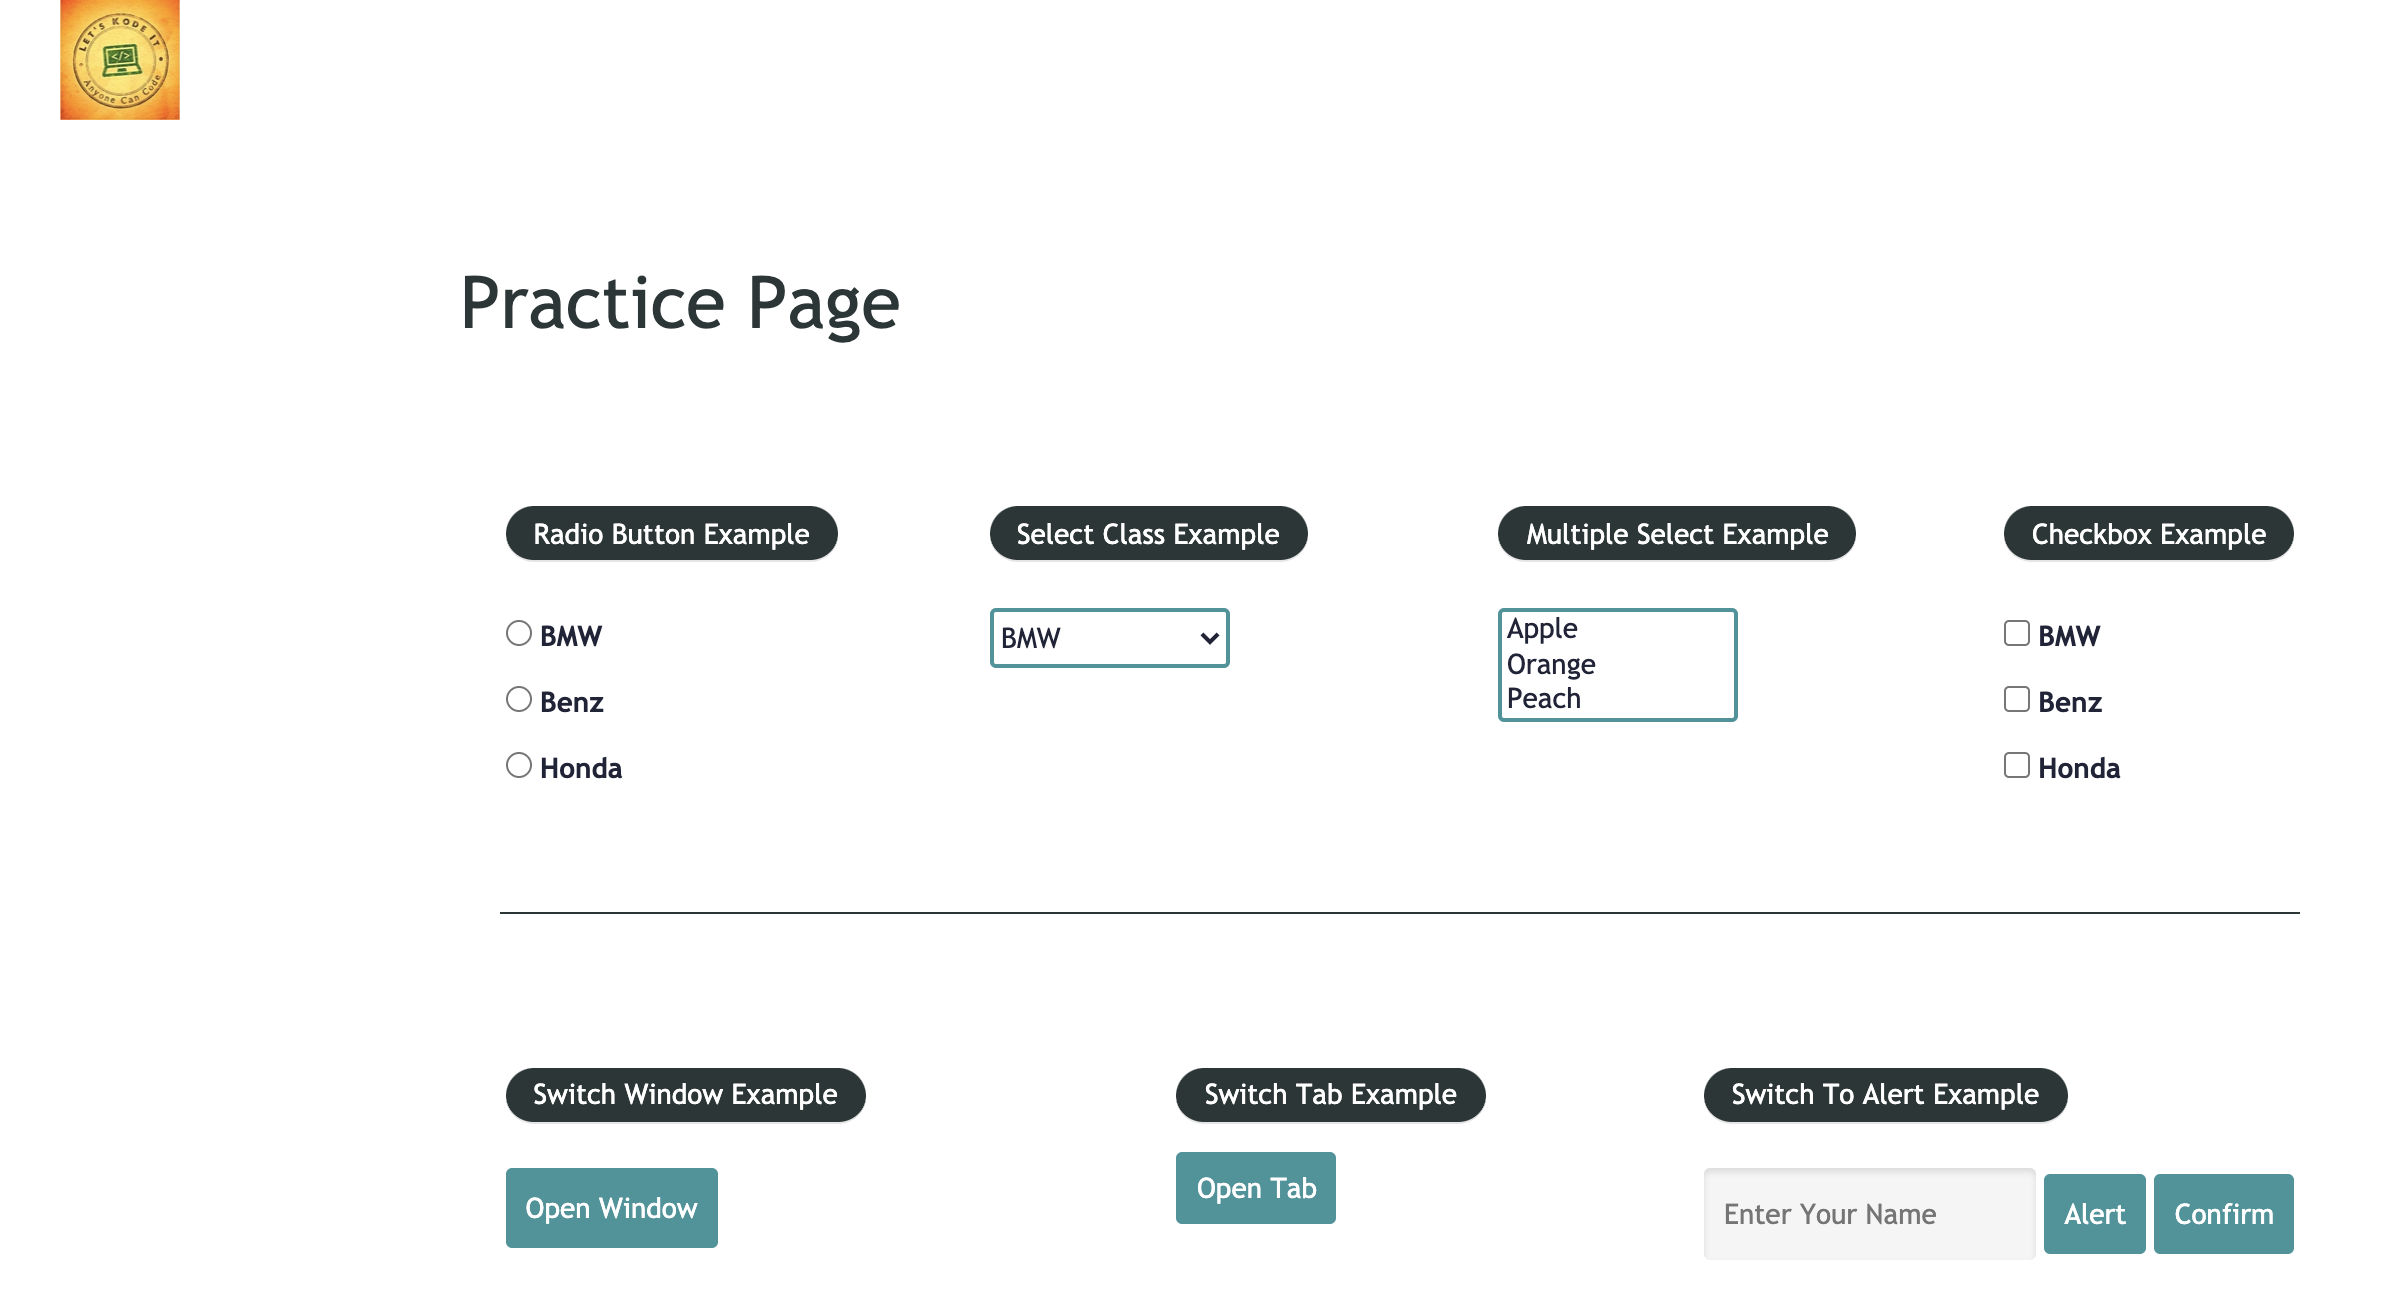 LET'S KODE IT
</>
Anyone Can Code
Practice Page
Radio Button Example
BMW
Benz
Honda
Select Class Example
BMW
Multiple Select Example
Apple
Orange
Peach
Checkbox Example
BMW
Benz
Honda
Switch Window Example
Open Window
Switch Tab Example
Open Tab
Switch To Alert Example
Enter Your Name
Alert
Confirm